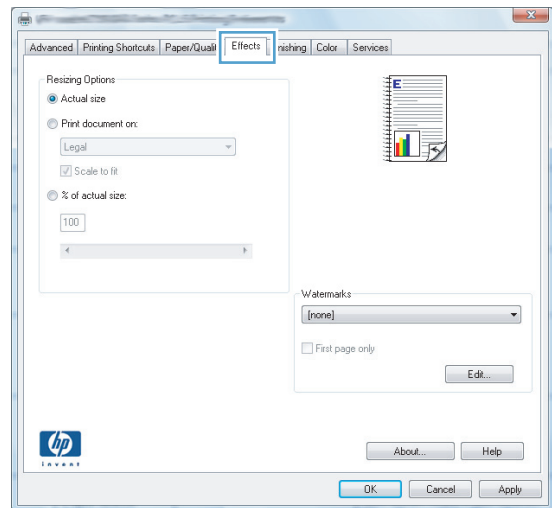 Advanced Printing Shortcuts Paper/Quali Effects nishing Color Services
Resizing Options
Actual size
Print document on:
Legal
Scale to fit
% of actual size:
100
E
Watermarks
[none]
First page only
Edit...
hp
invent
About... Help
OK Cancel Apply